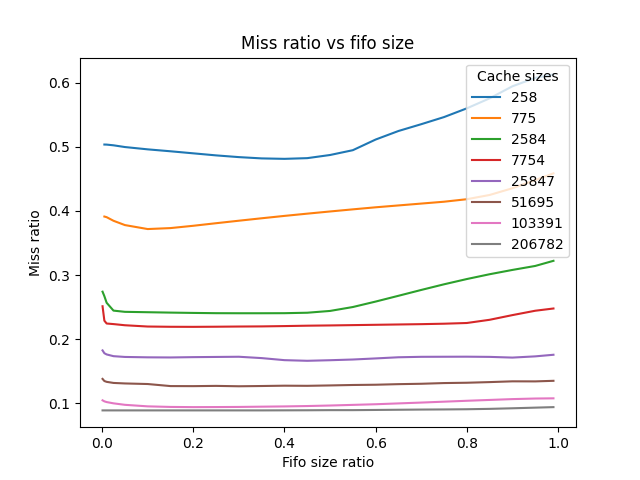 Miss ratio vs fifo size
Cache sizes
258
775
2584
7754
25847
51695
103391
206782
Miss ratio
0.6
0.5
0.4
0.3
0.2
0.1
0.0 0.2 0.4 0.6 0.8 1.0
Fifo size ratio